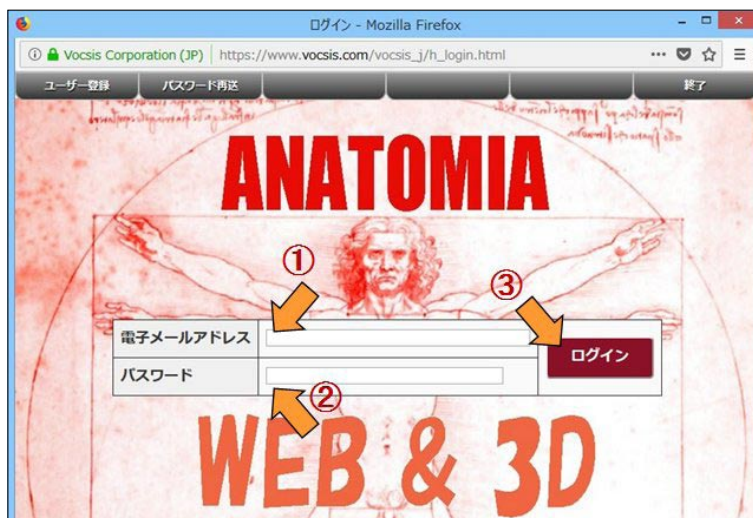 ログイン - Mozilla Firefox
Vocsis Corporation (JP) https://www.vocsis.com/vocsis_j/h_login.html
ユーザー登録 パスワード再送 終了
ANATOMIA
①
③
電子メールアドレス
ログイン
パスワード
②
WEB & 3D